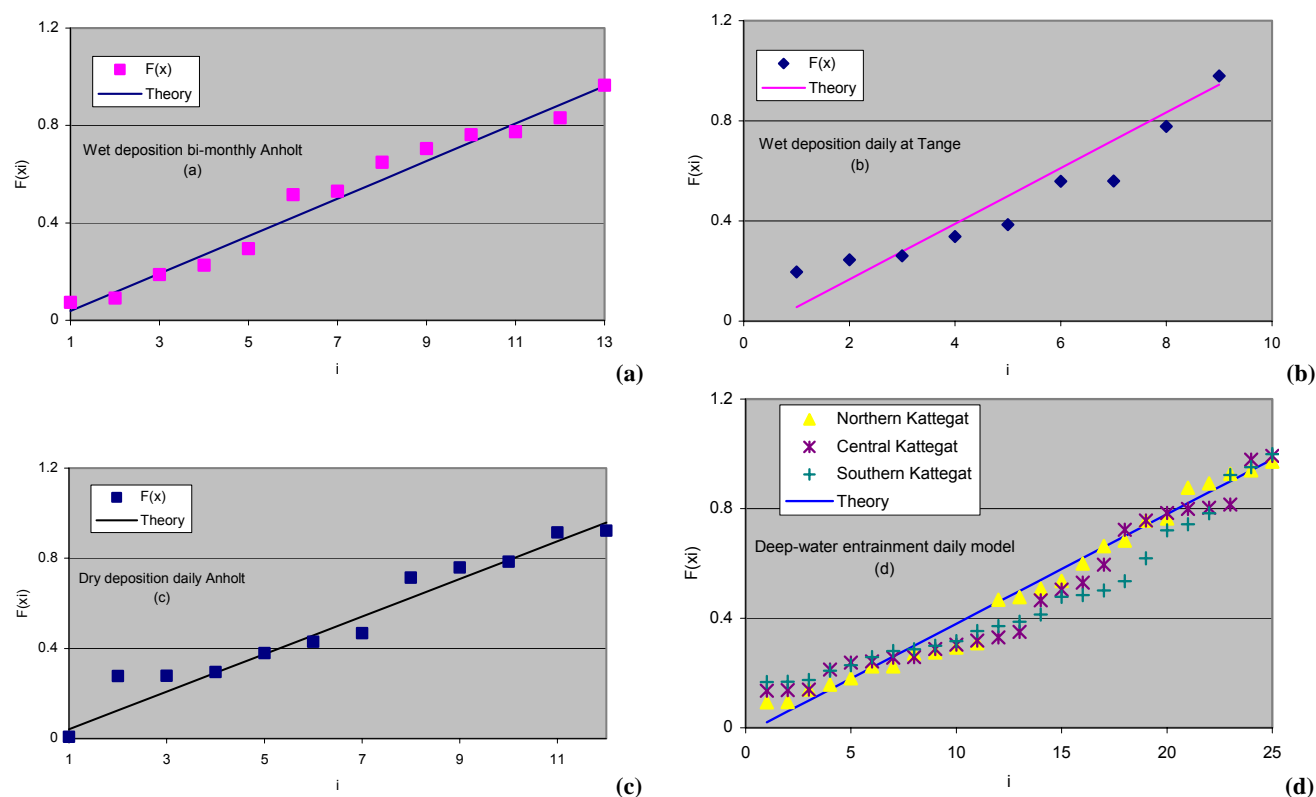 1.2
F(x)
Theory
0.8
Wet deposition bi-monthly Anholt
(a)
F(xi)
0.4
0
1 3 5 7 9 11 13
i
(a)
1.2
F(x)
Theory
0.8
Wet deposition daily at Tange
(b)
F(xi)
0.4
0
0 2 4 6 8 10
i
(b)
1.2
F(x)
Theory
0.8
Dry deposition daily Anholt
(c)
F(xi)
0.4
0
1 3 5 7 9 11
i
(c)
1.2
Northern Kattegat
Central Kattegat
Southern Kattegat
Theory
0.8
Deep-water entrainment daily model
(d)
F(xi)
0.4
0
0 5 10 15 20 25
i
(d)